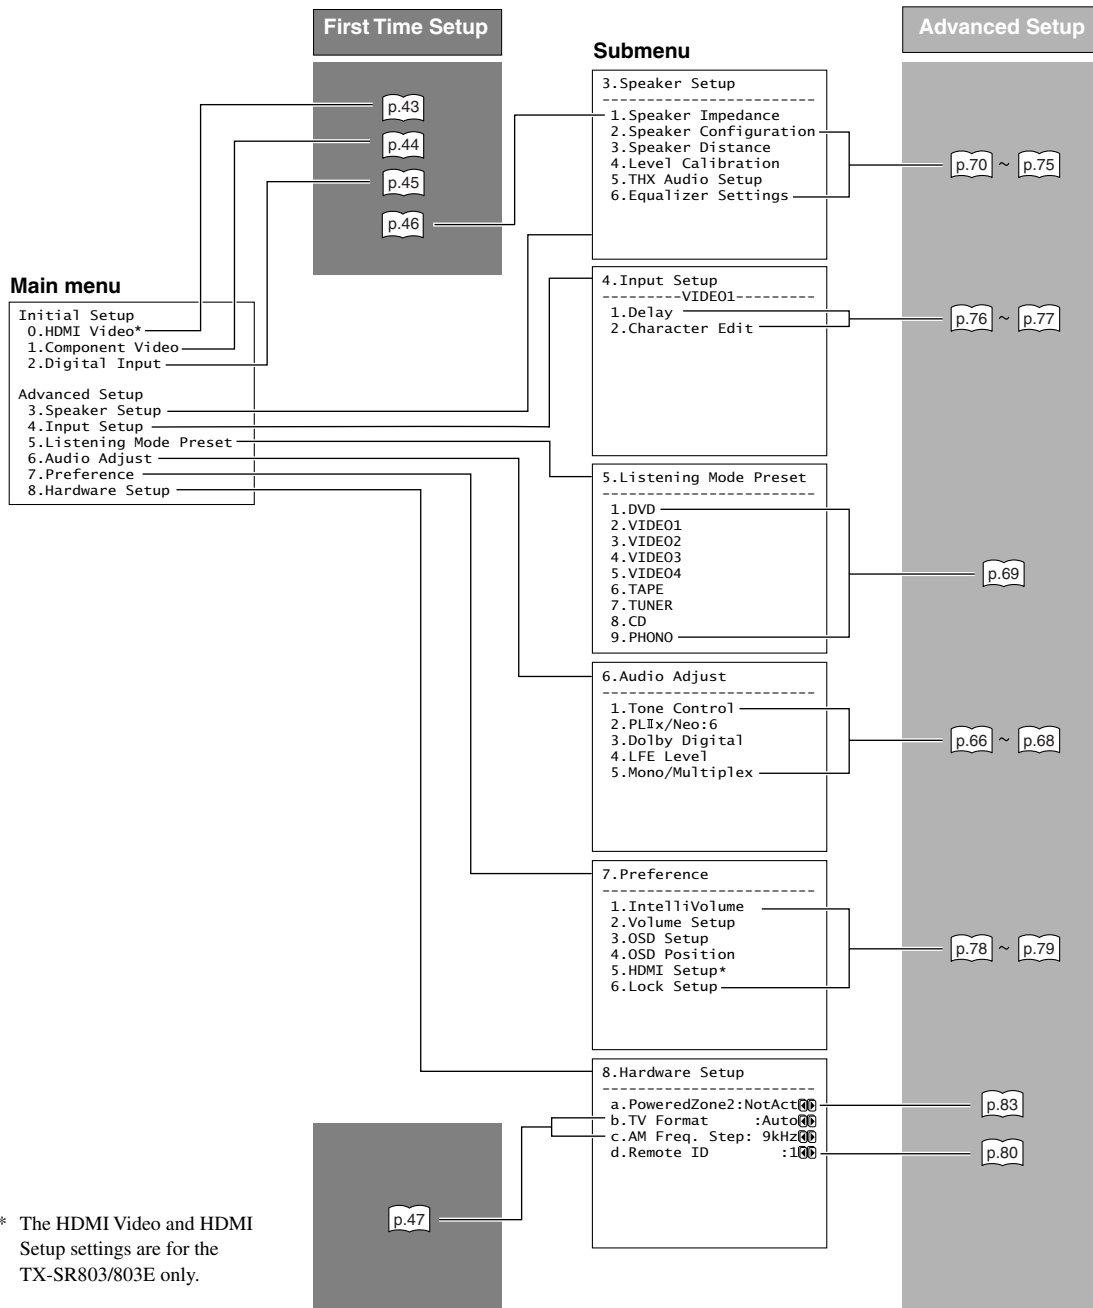 First Time Setup
Advanced Setup
Submenu
p.43
p.44
p.45
p.46
3.Speaker Setup
-------------------------
1.Speaker Impedance
2.Speaker Configuration
3.Speaker Distance
4.Level Calibration
5.THX Audio Setup
6.Equalizer Settings
p.70 ~ p.75
Main menu
Initial Setup
0.HDMI Video*
1.Component Video
2.Digital Input
Advanced Setup
3.Speaker Setup
4.Input Setup
5.Listening Mode Preset
6.Audio Adjust
7.Preference
8.Hardware Setup
4.Input Setup
---------VIDEO1---------
1.Delay
2.Character Edit
p.76 ~ p.77
5.Listening Mode Preset
-------------------------
1.DVD
2.VIDEO1
3.VIDEO2
4.VIDEO3
5.VIDEO4
6.TAPE
7.TUNER
8.CD
9.PHONO
p.69
6.Audio Adjust
-------------------------
1.Tone Control
2.PLⅡx/Neo:6
3.Dolby Digital
4.LFE Level
5.Mono/Multiplex
p.66 ~ p.68
7.Preference
-------------------------
1.IntelliVolume
2.Volume Setup
3.OSD Setup
4.OSD Position
5.HDMI Setup*
6.Lock Setup
p.78 ~ p.79
8.Hardware Setup
-------------------------
a.PoweredZone2:NotAct
b.TV Format :Auto
c.AM Freq. Step: 9kHz
d.Remote ID :1
p.83
p.80
p.47
* The HDMI Video and HDMI
Setup settings are for the
TX-SR803/803E only.